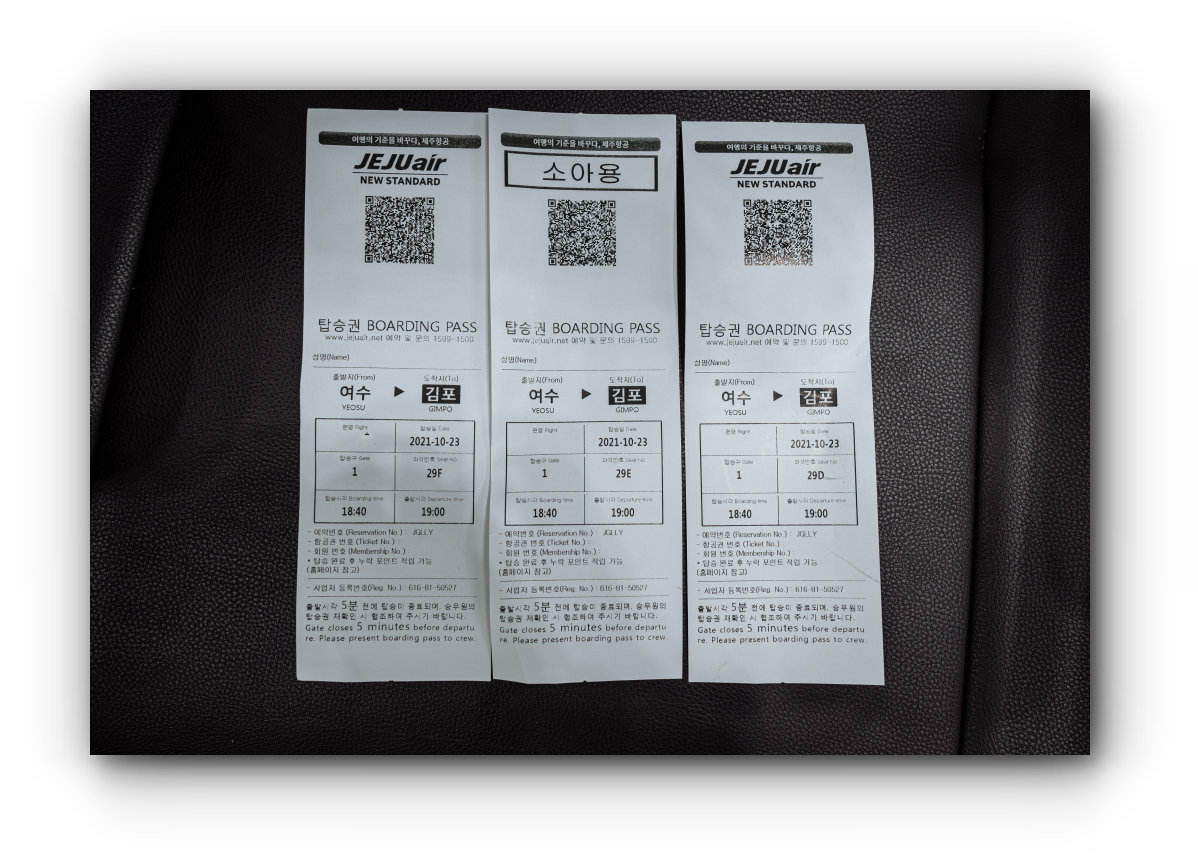 여행의 기준을 바꾸다, 제주항공
JEJUair
NEW STANDARD
탑승권 BOARDING PASS
www.jejuair.net 예약 및 문의 1599-1500
성명(Name)
출발지(From) 도착지(To)
여수 ▶ 김포
YEOSU GIMPO
편명 Flight 탑승일 Date
2021-10-23
탑승구 Gate 좌석번호 Seat No
1 29F
탑승시각 Boarding time 출발시각 Departure time
18:40 19:00
- 예약번호 (Reservation No.) : JGLLY
- 항공권 번호 (Ticket No.) :
- 회원 번호 (Membership No.) :
* 탑승 완료 후 누락 포인트 적립 가능
(홈페이지 참고)
- 사업자 등록번호(Reg. No.) : 616-81-50527
출발시각 5분 전에 탑승이 종료되며, 승무원의
탑승권 재확인 시 협조하여 주시기 바랍니다.
Gate closes 5 minutes before departu
re. Please present boarding pass to crew.
여행의 기준을 바꾸다, 제주항공
소아용
탑승권 BOARDING PASS
www.jejuair.net 예약 및 문의 1599-1500
성명(Name)
출발지(From) 도착지(To)
여수 ▶ 김포
YEOSU GIMPO
편명 Flight 탑승일 Date
2021-10-23
탑승구 Gate 좌석번호 Seat No
1 29E
탑승시각 Boarding time 출발시각 Departure time
18:40 19:00
- 예약번호 (Reservation No.) : JGLLY
- 항공권 번호 (Ticket No.) :
- 회원 번호 (Membership No.) :
* 탑승 완료 후 누락 포인트 적립 가능
(홈페이지 참고)
- 사업자 등록번호(Reg. No.) : 616-81-50527
출발시각 5분 전에 탑승이 종료되며, 승무원의
탑승권 재확인 시 협조하여 주시기 바랍니다.
Gate closes 5 minutes before departu
re. Please present boarding pass to crew.
여행의 기준을 바꾸다, 제주항공
JEJUair
NEW STANDARD
탑승권 BOARDING PASS
www.jejuair.net 예약 및 문의 1599-1500
성명(Name)
출발지(From) 도착지(To)
여수 ▶ 김포
YEOSU GIMPO
편명 Flight 탑승일 Date
2021-10-23
탑승구 Gate 좌석번호 Seat No
1 29D
탑승시각 Boarding time 출발시각 Departure time
18:40 19:00
- 예약번호 (Reservation No.) : JGLLY
- 항공권 번호 (Ticket No.) :
- 회원 번호 (Membership No.) :
* 탑승 완료 후 누락 포인트 적립 가능
(홈페이지 참고)
- 사업자 등록번호(Reg. No.) : 616-81-50527
출발시각 5분 전에 탑승이 종료되며, 승무원의
탑승권 재확인 시 협조하여 주시기 바랍니다.
Gate closes 5 minutes before departu
re. Please present boarding pass to crew.